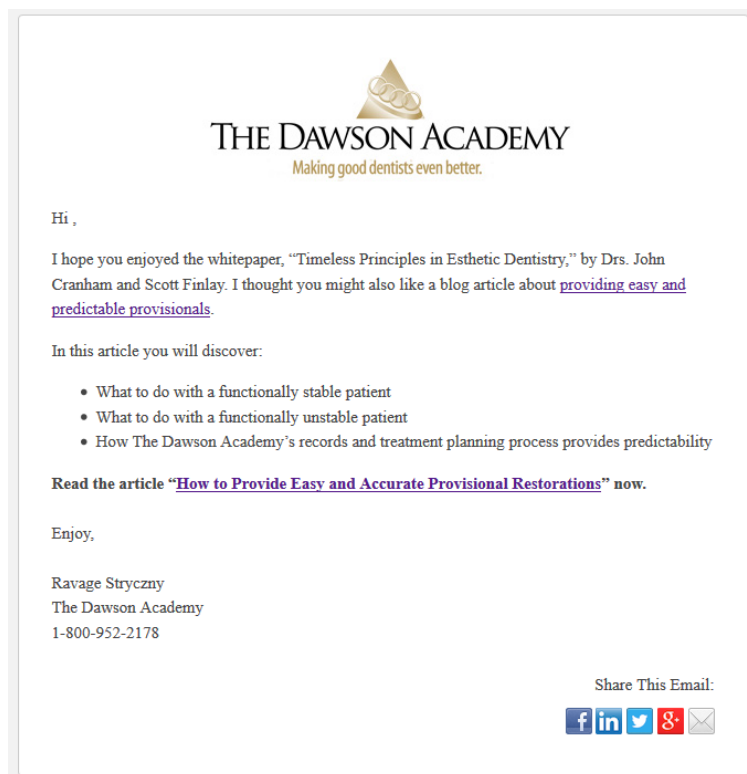 THE DAWSON ACADEMY
Making good dentists even better.
Hi ,
I hope you enjoyed the whitepaper, “Timeless Principles in Esthetic Dentistry,” by Drs. John
Cranham and Scott Finlay. I thought you might also like a blog article about providing easy and
predictable provisionals.
In this article you will discover:
• What to do with a functionally stable patient
• What to do with a functionally unstable patient
• How The Dawson Academy’s records and treatment planning process provides predictability
Read the article “How to Provide Easy and Accurate Provisional Restorations” now.
Enjoy,
Ravage Stryczny
The Dawson Academy
1-800-952-2178
Share This Email:
f in g+